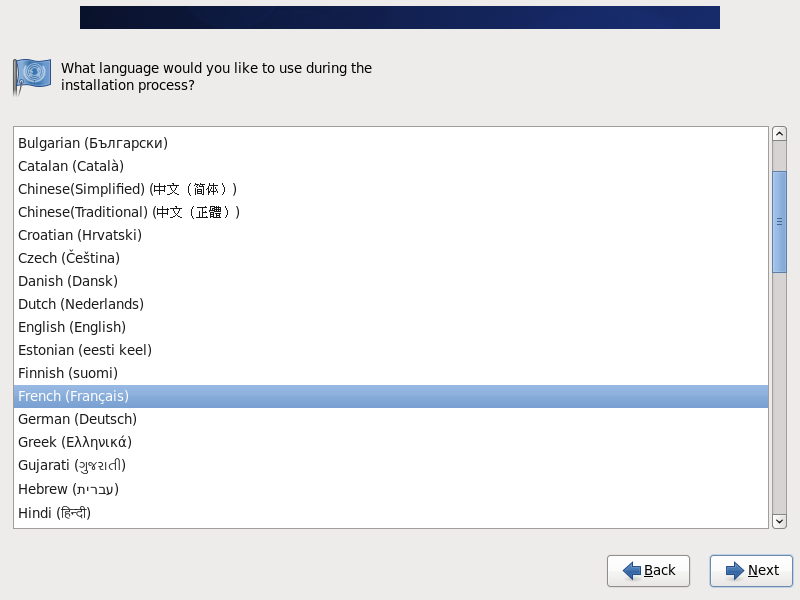 What language would you like to use during the
installation process?
Bulgarian (Български)
Catalan (Català)
Chinese(Simplified) (中文（简体）)
Chinese(Traditional) (中文（正體）)
Croatian (Hrvatski)
Czech (Čeština)
Danish (Dansk)
Dutch (Nederlands)
English (English)
Estonian (eesti keel)
Finnish (suomi)
French (Français)
German (Deutsch)
Greek (Ελληνικά)
Gujarati (ગુજરાતી)
Hebrew (עברית)
Hindi (हिन्दी)
Back
Next